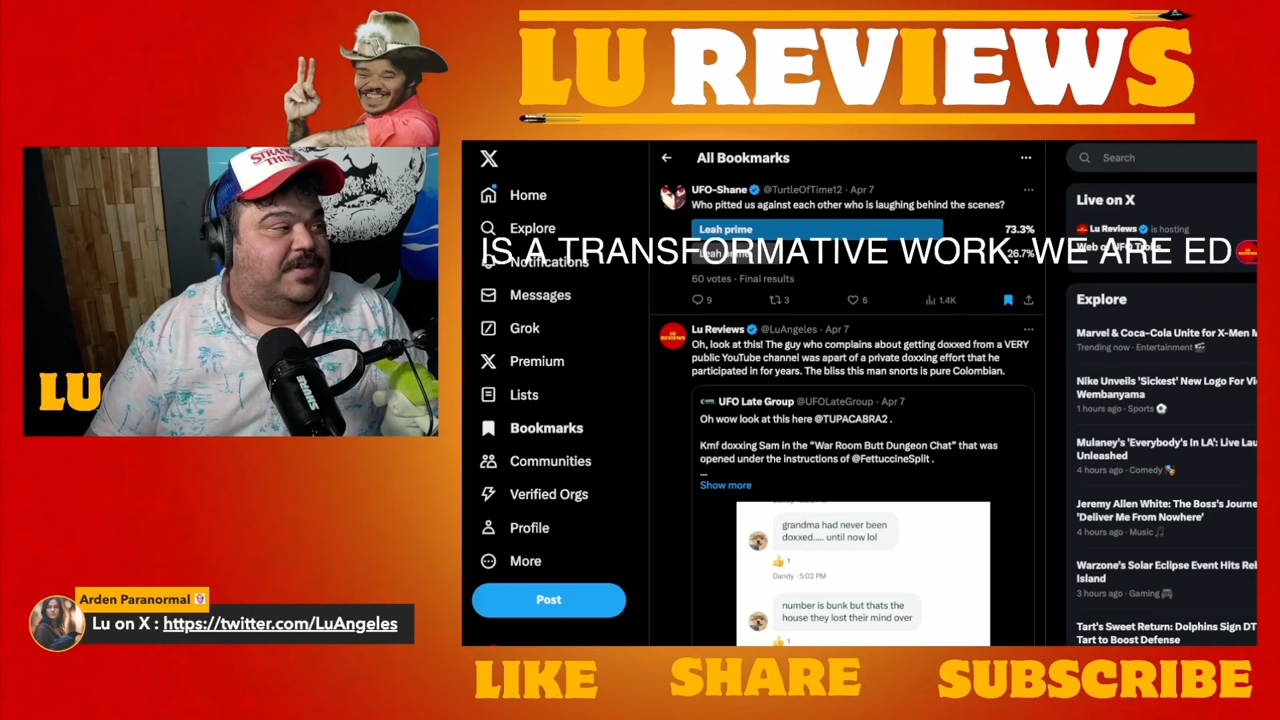 LU REVIEWS
STRANGER THINGS
LU
Arden Paranormal
Lu on X : https://twitter.com/LuAngeles
Home
Explore
Notifications
Messages
Grok
Premium
Lists
Bookmarks
Communities
Verified Orgs
Profile
More
Post
All Bookmarks
UFO-Shane @TurtleOfTime12 · Apr 7
Who pitted us against each other who is laughing behind the scenes?
Leah prime 73.3%
IS A TRANSFORMATIVE WORK: WE ARE ED
26.7%
60 votes · Final results
9 3 6 1.4K
Lu Reviews @LuAngeles · Apr 7
Oh, look at this! The guy who complains about getting doxxed from a VERY
public YouTube channel was apart of a private doxxing effort that he
participated in for years. The bliss this man snorts is pure Colombian.
UFO Late Group @UFOLateGroup · Apr 7
Oh wow look at this here @TUPACABRA2 .
Kmf doxxing Sam in the “War Room Butt Dungeon Chat” that was
opened under the instructions of @FettuccineSplit .
...
Show more
grandma had never been
doxxed..... until now lol
1
Dandy · 5:02 PM
number is bunk but thats the
house they lost their mind over
1
Search
Live on X
Lu Reviews is hosting
Explore
Marvel & Coca-Cola Unite for X-Men M
Trending now · Entertainment
Nike Unveils 'Sickest' New Logo For Vi
Wembanyama
1 hours ago · Sports
Mulaney's 'Everybody's In LA': Live Lau
Unleashed
4 hours ago · Comedy
Jeremy Allen White: The Boss's Journe
'Deliver Me From Nowhere'
4 hours ago · Music
Warzone's Solar Eclipse Event Hits Rel
Island
3 hours ago · Gaming
Tart's Sweet Return: Dolphins Sign DT
Tart to Boost Defense
LIKE SHARE SUBSCRIBE